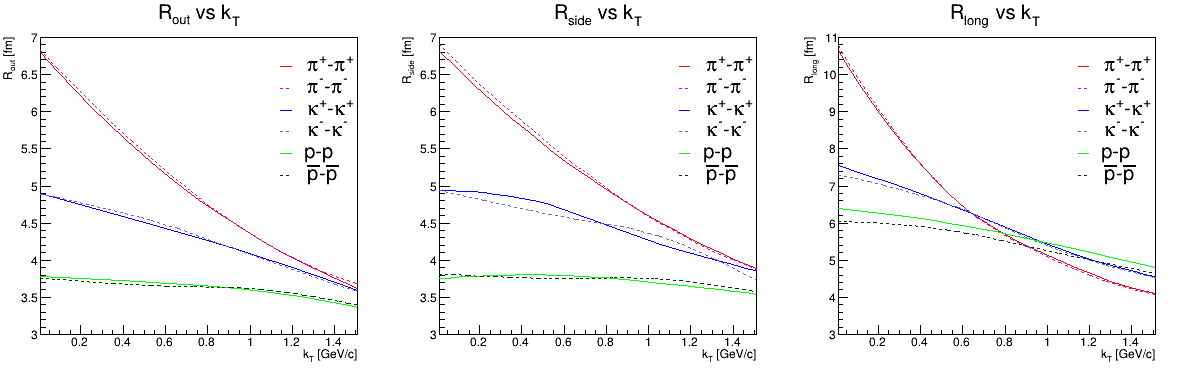 R_out vs k_T
R_out [fm]
7
6.5
6
5.5
5
4.5
4
3.5
3
π⁺-π⁺
π⁻-π⁻
κ⁺-κ⁺
κ⁻-κ⁻
p-p
p̅-p̅
0.2 0.4 0.6 0.8 1 1.2 1.4
k_T [GeV/c]
R_side vs k_T
R_side [fm]
7
6.5
6
5.5
5
4.5
4
3.5
3
π⁺-π⁺
π⁻-π⁻
κ⁺-κ⁺
κ⁻-κ⁻
p-p
p̅-p̅
0.2 0.4 0.6 0.8 1 1.2 1.4
k_T [GeV/c]
R_long vs k_T
R_long [fm]
11
10
9
8
7
6
5
4
3
π⁺-π⁺
π⁻-π⁻
κ⁺-κ⁺
κ⁻-κ⁻
p-p
p̅-p̅
0.2 0.4 0.6 0.8 1 1.2 1.4
k_T [GeV/c]